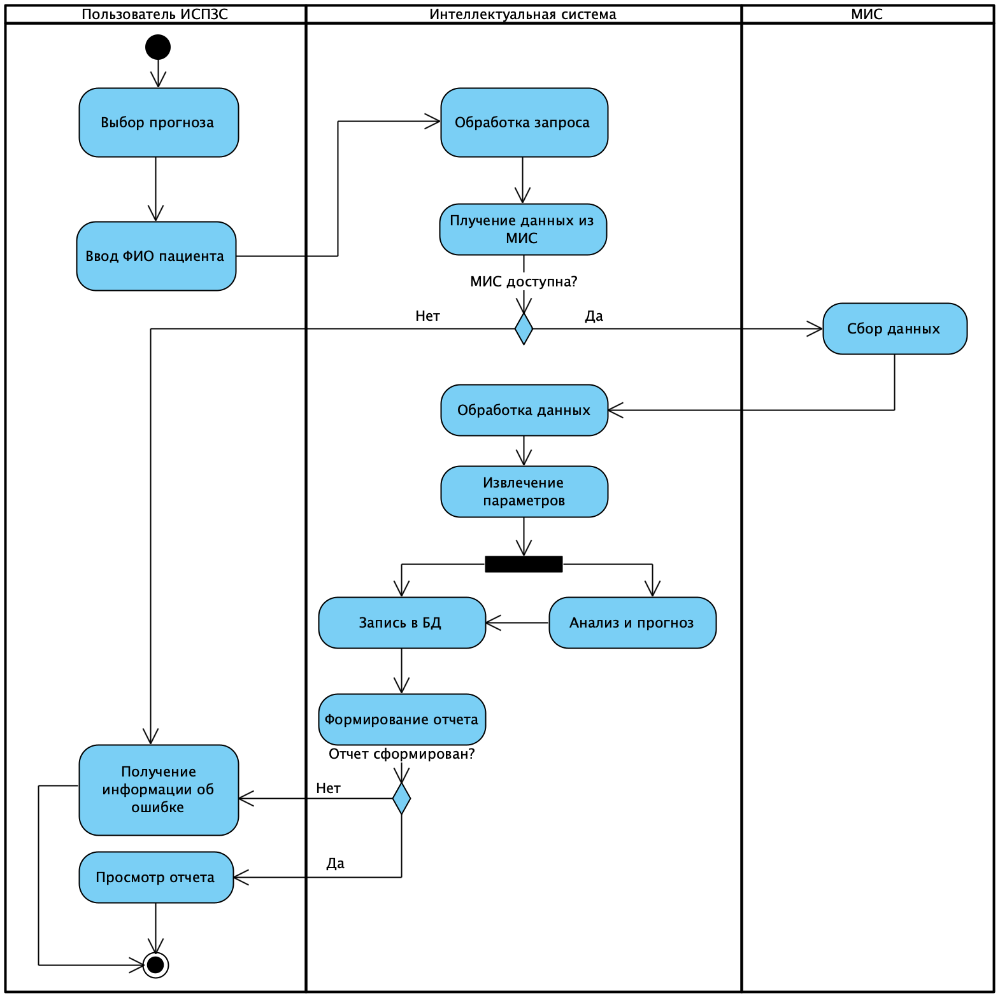 Пользователь ИСПЗС
Интеллектуальная система
МИС
Выбор прогноза
Обработка запроса
Плучение данных из
МИС
Ввод ФИО пациента
МИС доступна?
Нет
Да
Сбор данных
Обработка данных
Извлечение
параметров
Запись в БД
Анализ и прогноз
Формирование отчета
Отчет сформирован?
Получение
информации об
ошибке
Нет
Да
Просмотр отчета